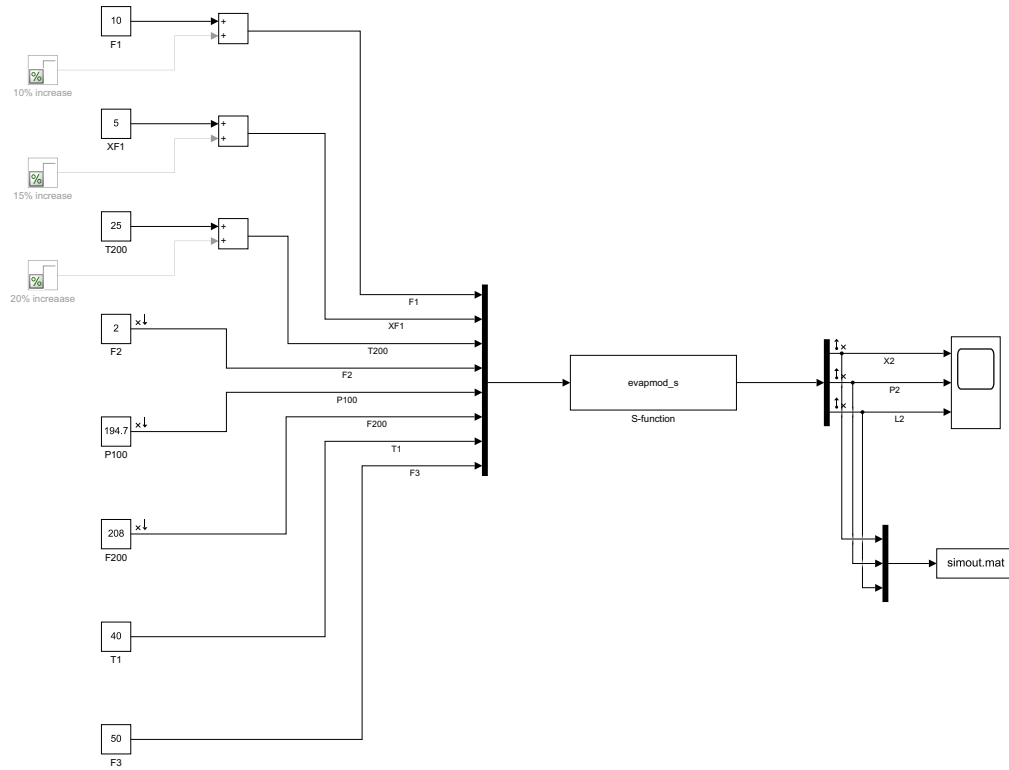 10
F1
+
+
%
10% increase
5
XF1
+
+
%
15% increase
25
T200
+
+
%
20% increaase
2
F2
194.7
P100
208
F200
40
T1
50
F3
F1
XF1
T200
F2
P100
F200
T1
F3
evapmod_s
S-function
X2
P2
L2
simout.mat